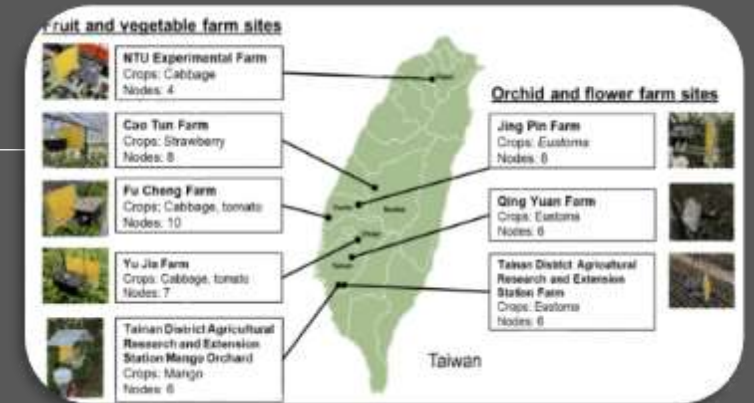 Fruit and vegetable farm sites
NTU Experimental Farm
Crops: Cabbage
Nodes: 4
Cao Tun Farm
Crops: Strawberry
Nodes: 8
Fu Cheng Farm
Crops: Cabbage, tomato
Nodes: 10
Yu Jia Farm
Crops: Cabbage, tomato
Nodes: 7
Tainan District Agricultural
Research and Extension
Station Mango Orchard
Crops: Mango
Nodes: 6
Taiwan
Orchid and flower farm sites
Jing Pin Farm
Crops: Eustoma
Nodes:
Qing Yuan Farm
Crops: Eustoma
Nodes: 6
Tainan District Agricultural
Research and Extension
Station Farm
Crops: Eustoma
Nodes: 6